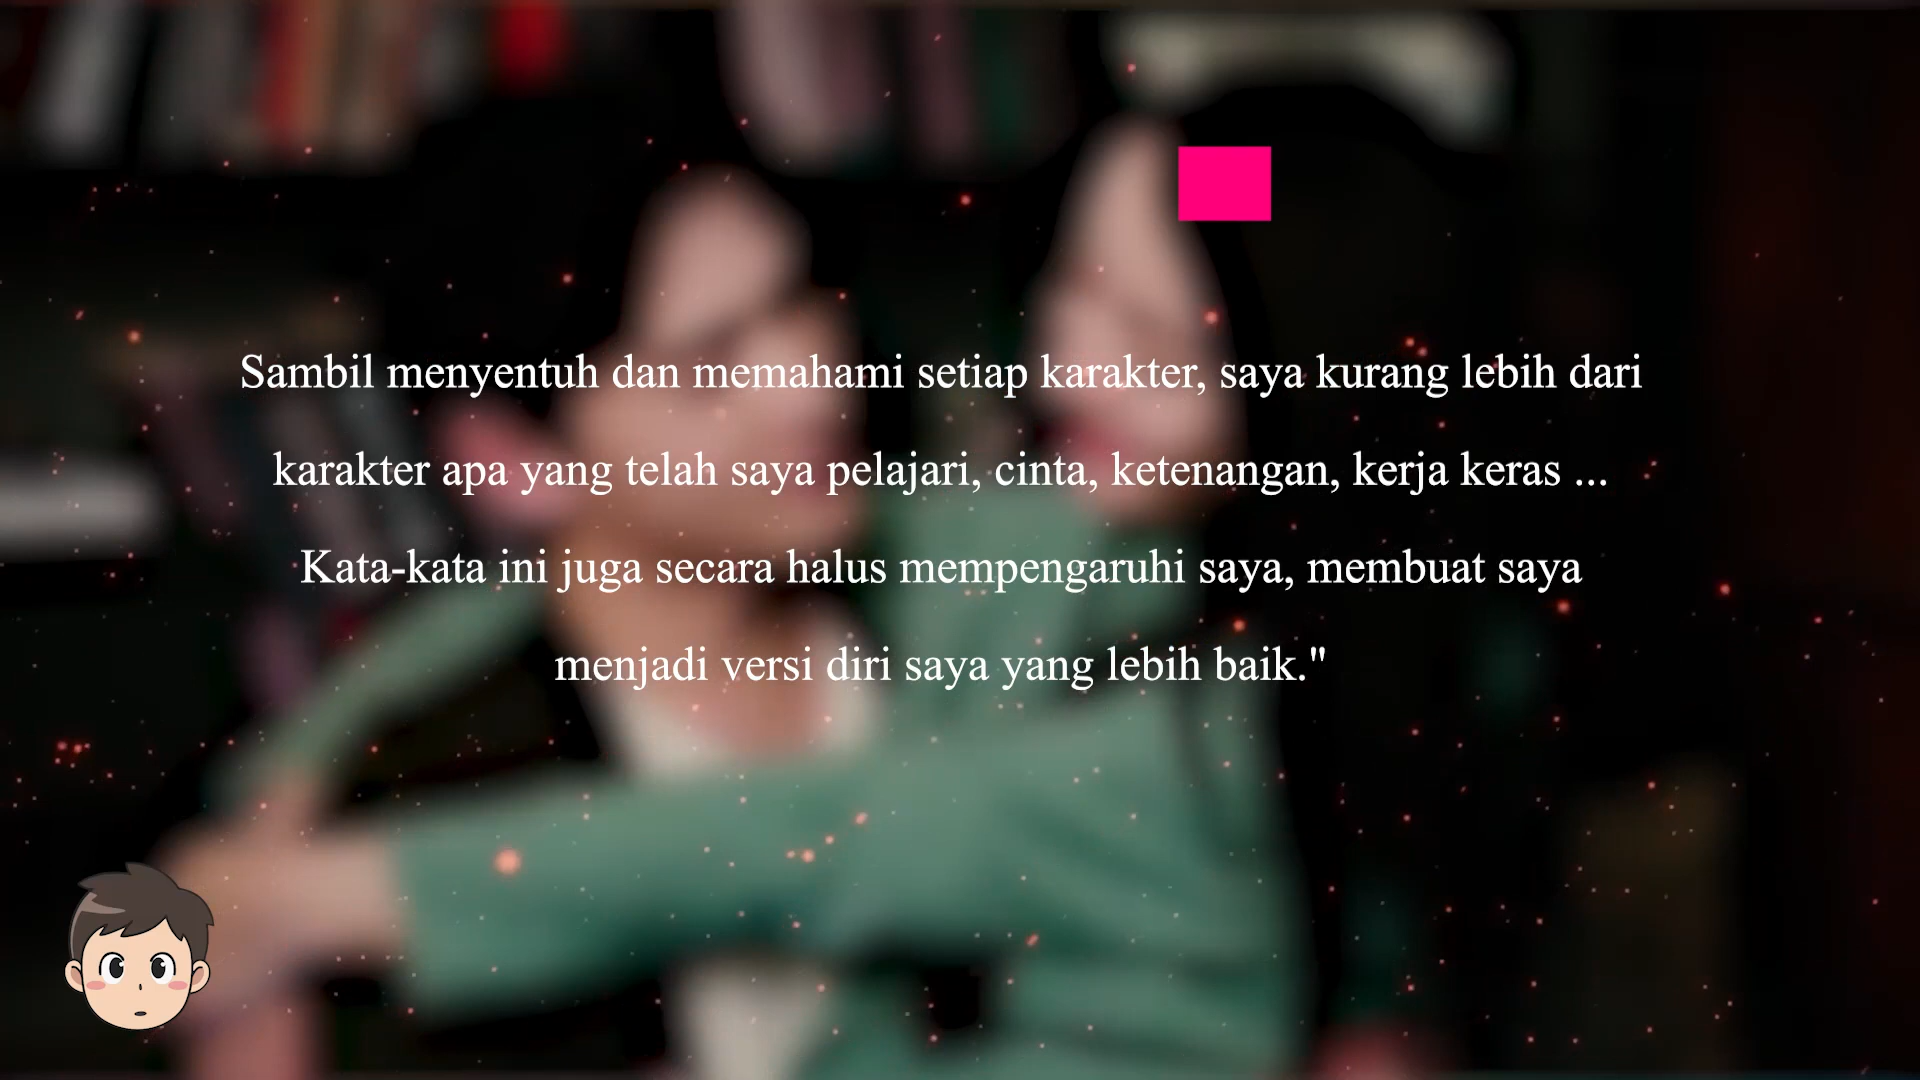 Sambil menyentuh dan memahami setiap karakter, saya kurang lebih dari
karakter apa yang telah saya pelajari, cinta, ketenangan, kerja keras ...
Kata-kata ini juga secara halus mempengaruhi saya, membuat saya
menjadi versi diri saya yang lebih baik."